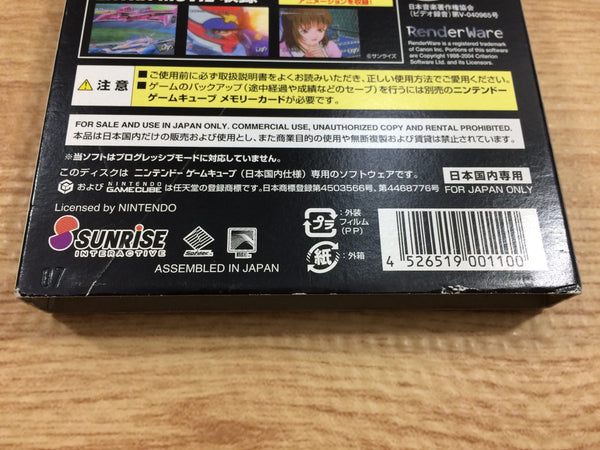 アニメーションを収録!
©サンライズ
日本音楽著作権協会
(ビデオ録音)第V-040965号
RenderWare
RenderWare is a registered trademark
of Canon Inc. Portions of this software
are Copyright 1998-2004 Criterion
Software Ltd. and its Licensors.
注意
●ご使用前に必ず取扱説明書をよくお読みいただき、正しい使用方法でご愛用ください。
●ゲームのバックアップ(途中経過や成績などのセーブ)を行うには別売のニンテンドー
ゲームキューブ メモリーカードが必要です。
FOR SALE AND USE IN JAPAN ONLY. COMMERCIAL USE, UNAUTHORIZED COPY AND RENTAL PROHIBITED.
本品は日本国内だけの販売および使用とし、また商業目的の使用や無断複製および賃貸は禁止されています。
※当ソフトはプログレッシブモードに対応していません。
このディスクは ニンテンドー ゲームキューブ(日本国内仕様)専用のソフトウェアです。
および NINTENDO GAMECUBE は任天堂の登録商標です。日本商標登録第4503566号、第4468776号
日本国内専用
FOR JAPAN ONLY
Licensed by NINTENDO
SUNRISE
INTERACTIVE
Sofdec
ASSEMBLED IN JAPAN
プラ
:外装
フィルム
(PP)
紙
:外箱
4 526519 001100